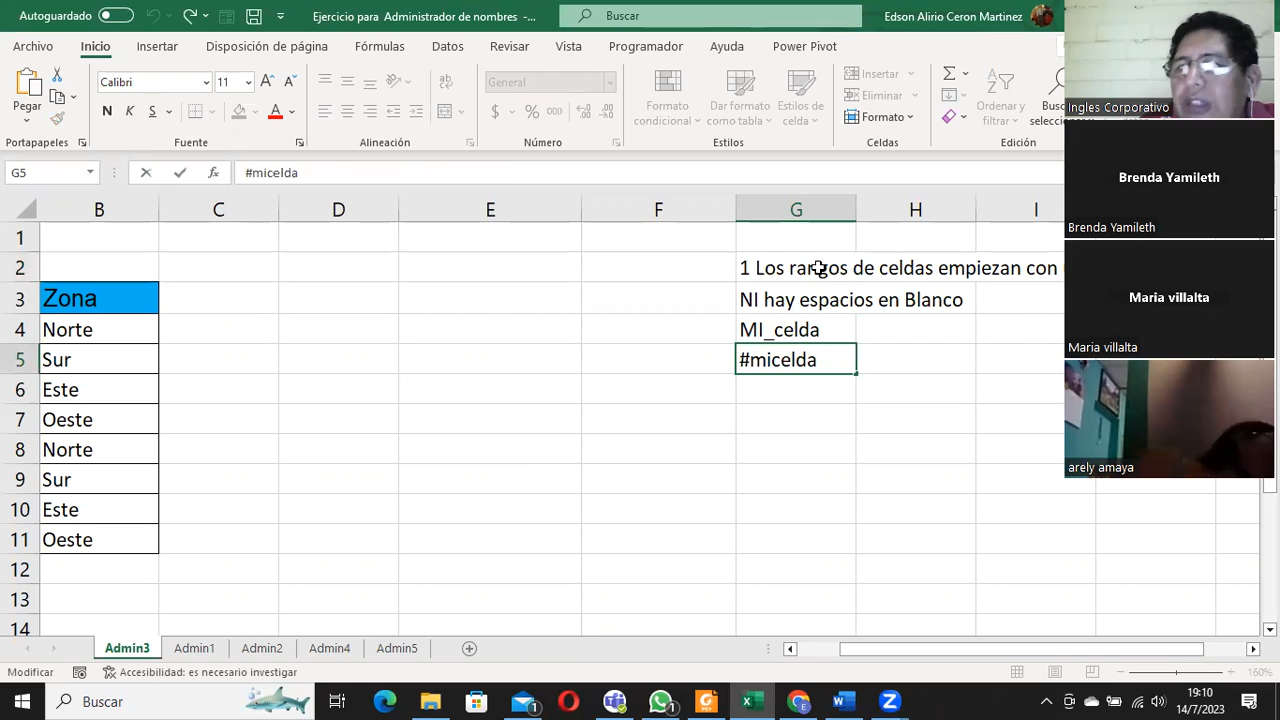 Autoguardado
Ejercicio para Administrador de nombres -...
Buscar
Edson Alirio Ceron Martinez
Archivo Inicio Insertar Disposición de página Fórmulas Datos Revisar Vista Programador Ayuda Power Pivot
Pegar
Calibri 11
N K S
General
$ % 000
Formato condicional
Dar formato como tabla
Estilos de celda
Insertar
Eliminar
Formato
Ordenar y filtrar
Portapapeles Fuente Alineación Número Estilos Celdas Edición
G5 fx #micelda
B C D E F G H I
1
2 1 Los rangos de celdas empiezan con
3 Zona NI hay espacios en Blanco
4 Norte MI_celda
5 Sur #micelda
6 Este
7 Oeste
8 Norte
9 Sur
10 Este
11 Oeste
12
13
14
Admin3 Admin1 Admin2 Admin4 Admin5
Modificar Accesibilidad: es necesario investigar 160%
Buscar
19:10
14/7/2023
Ingles Corporativo
Brenda Yamileth
Brenda Yamileth
Maria villalta
Maria villalta
arely amaya